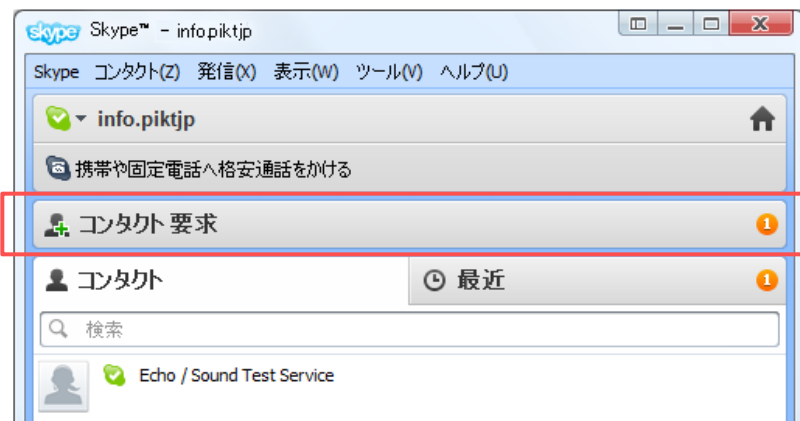 skype Skype™ - info.piktjp
Skype コンタクト(Z) 発信(X) 表示(W) ツール(V) ヘルプ(U)
info.piktjp
携帯や固定電話へ格安通話をかける
コンタクト 要求 1
コンタクト 最近 1
検索
Echo / Sound Test Service